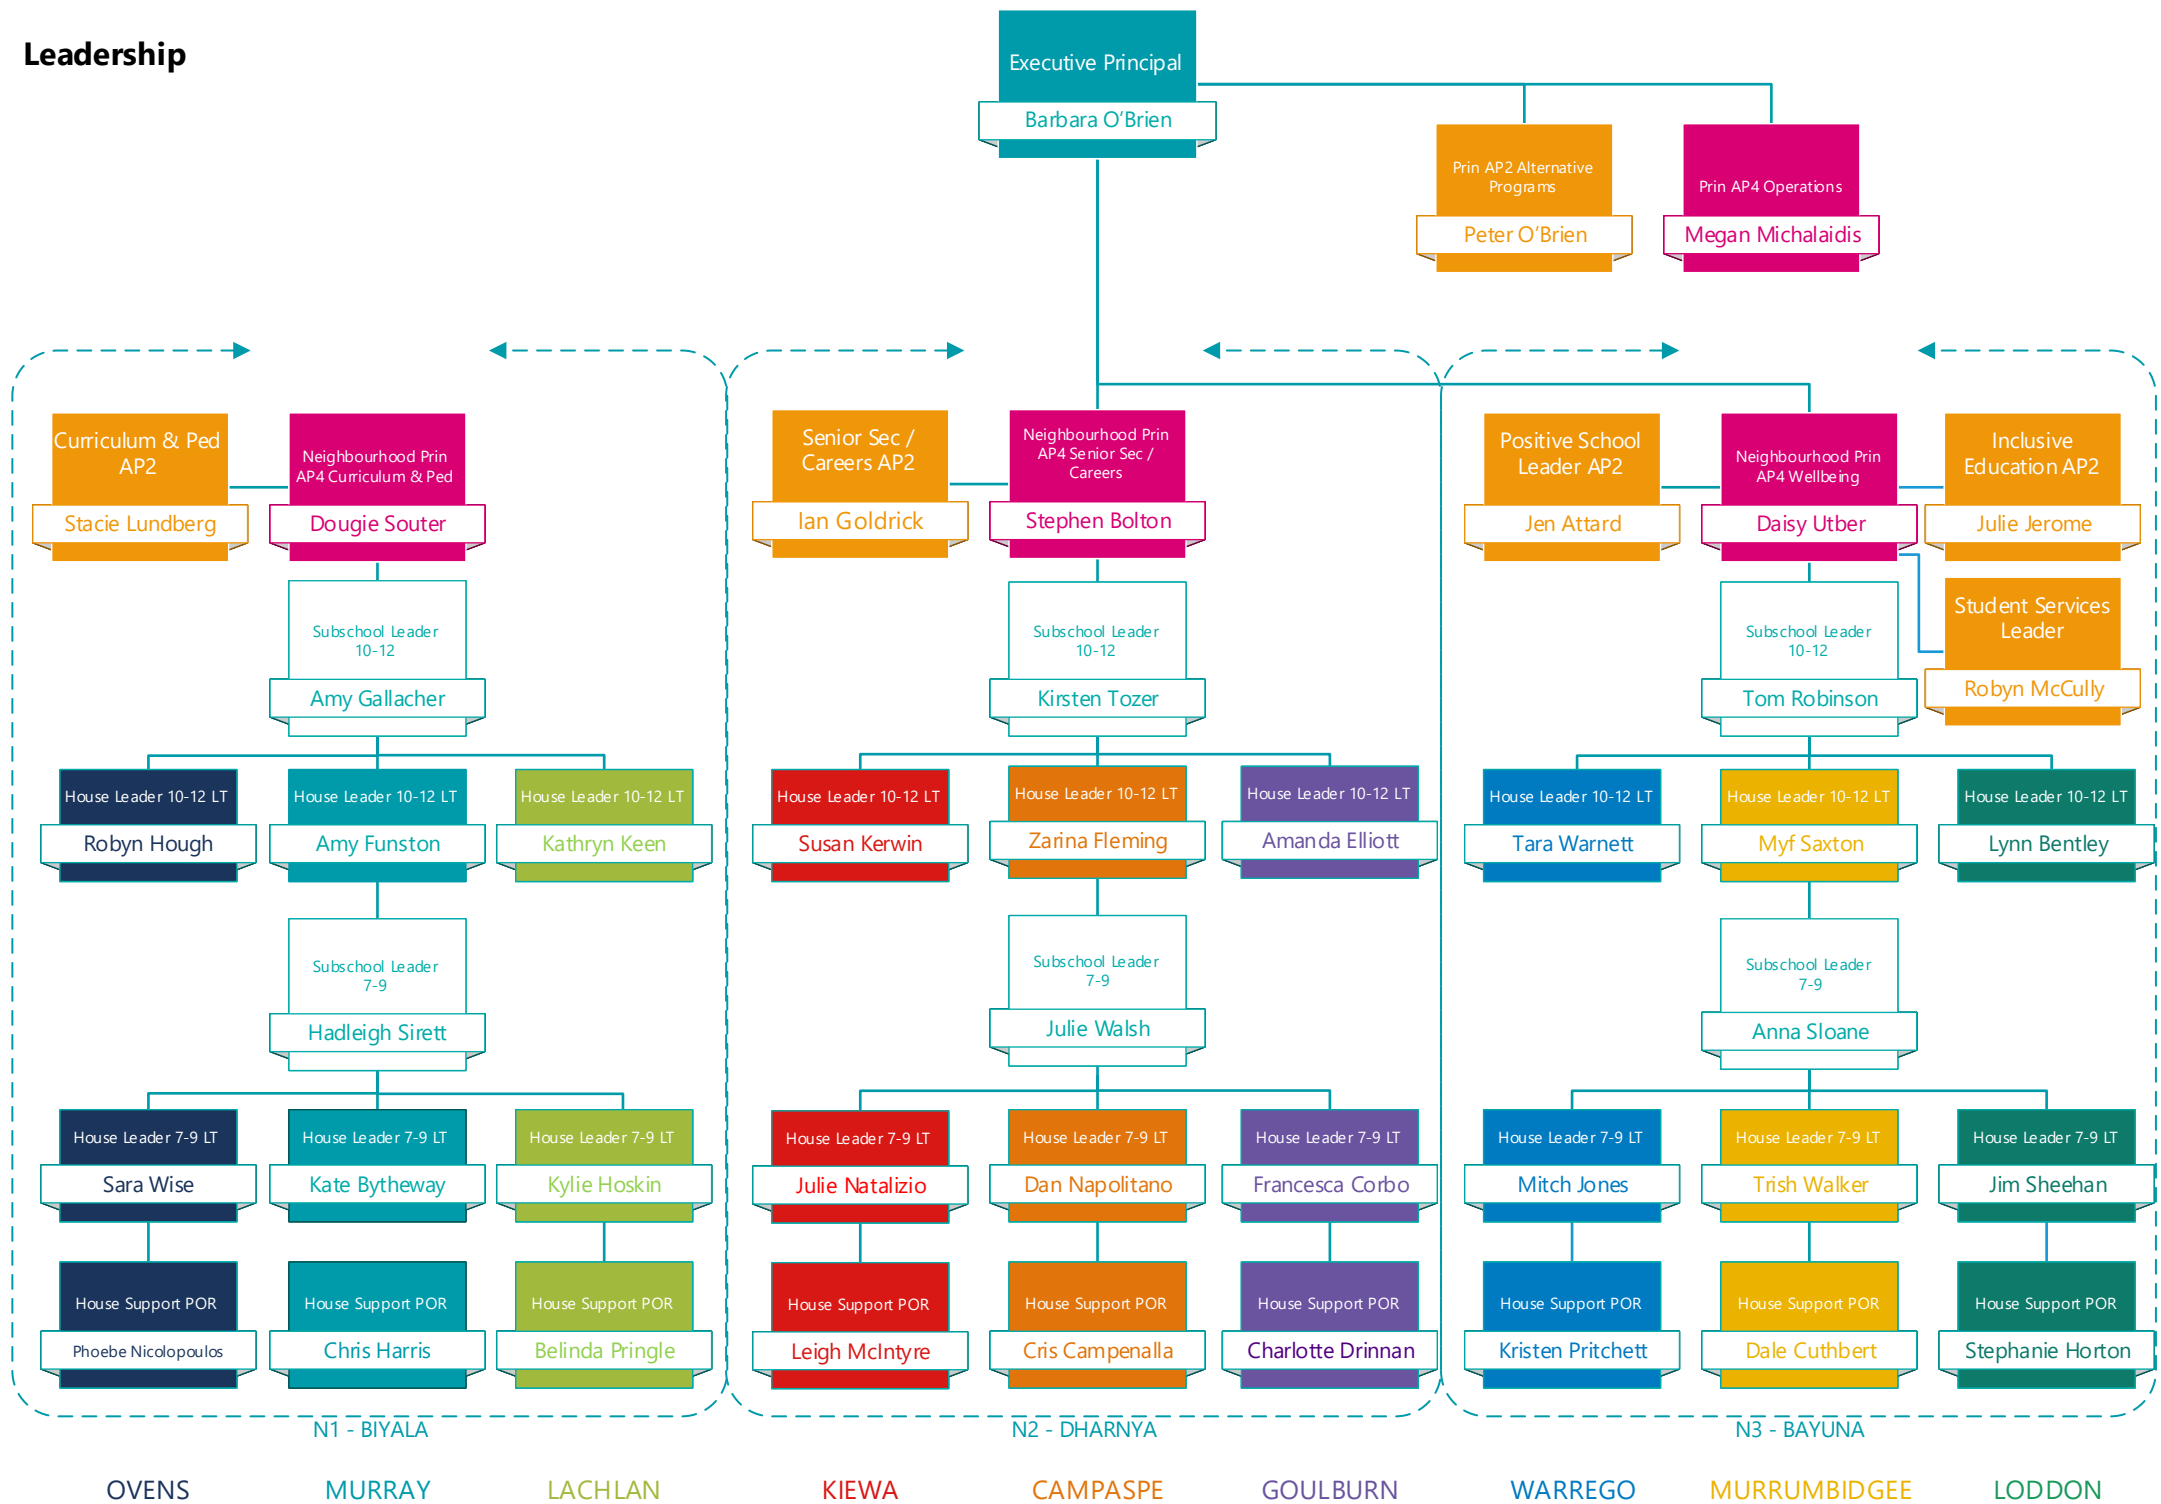 Leadership
Executive Principal
Barbara O’Brien
Prin AP2 Alternative
Programs
Peter O’Brien
Prin AP4 Operations
Megan Michalaidis
Curriculum & Ped
AP2
Stacie Lundberg
Neighbourhood Prin
AP4 Curriculum & Ped
Dougie Souter
Senior Sec /
Careers AP2
Ian Goldrick
Neighbourhood Prin
AP4 Senior Sec /
Careers
Stephen Bolton
Positive School
Leader AP2
Jen Attard
Neighbourhood Prin
AP4 Wellbeing
Daisy Utber
Inclusive
Education AP2
Julie Jerome
Student Services
Leader
Robyn McCully
Subschool Leader
10-12
Amy Gallacher
Subschool Leader
10-12
Kirsten Tozer
Subschool Leader
10-12
Tom Robinson
House Leader 10-12 LT
Robyn Hough
House Leader 10-12 LT
Amy Funston
House Leader 10-12 LT
Kathryn Keen
House Leader 10-12 LT
Susan Kerwin
House Leader 10-12 LT
Zarina Fleming
House Leader 10-12 LT
Amanda Elliott
House Leader 10-12 LT
Tara Warnett
House Leader 10-12 LT
Myf Saxton
House Leader 10-12 LT
Lynn Bentley
Subschool Leader
7-9
Hadleigh Sirett
Subschool Leader
7-9
Julie Walsh
Subschool Leader
7-9
Anna Sloane
House Leader 7-9 LT
Sara Wise
House Leader 7-9 LT
Kate Bytheway
House Leader 7-9 LT
Kylie Hoskin
House Leader 7-9 LT
Julie Natalizio
House Leader 7-9 LT
Dan Napolitano
House Leader 7-9 LT
Francesca Corbo
House Leader 7-9 LT
Mitch Jones
House Leader 7-9 LT
Trish Walker
House Leader 7-9 LT
Jim Sheehan
House Support POR
Phoebe Nicolopoulos
House Support POR
Chris Harris
House Support POR
Belinda Pringle
House Support POR
Leigh McIntyre
House Support POR
Cris Campenalla
House Support POR
Charlotte Drinnan
House Support POR
Kristen Pritchett
House Support POR
Dale Cuthbert
House Support POR
Stephanie Horton
N1 - BIYALA
N2 - DHARNYA
N3 - BAYUNA
OVENS
MURRAY
LACHLAN
KIEWA
CAMPASPE
GOULBURN
WARREGO
MURRUMBIDGEE
LODDON